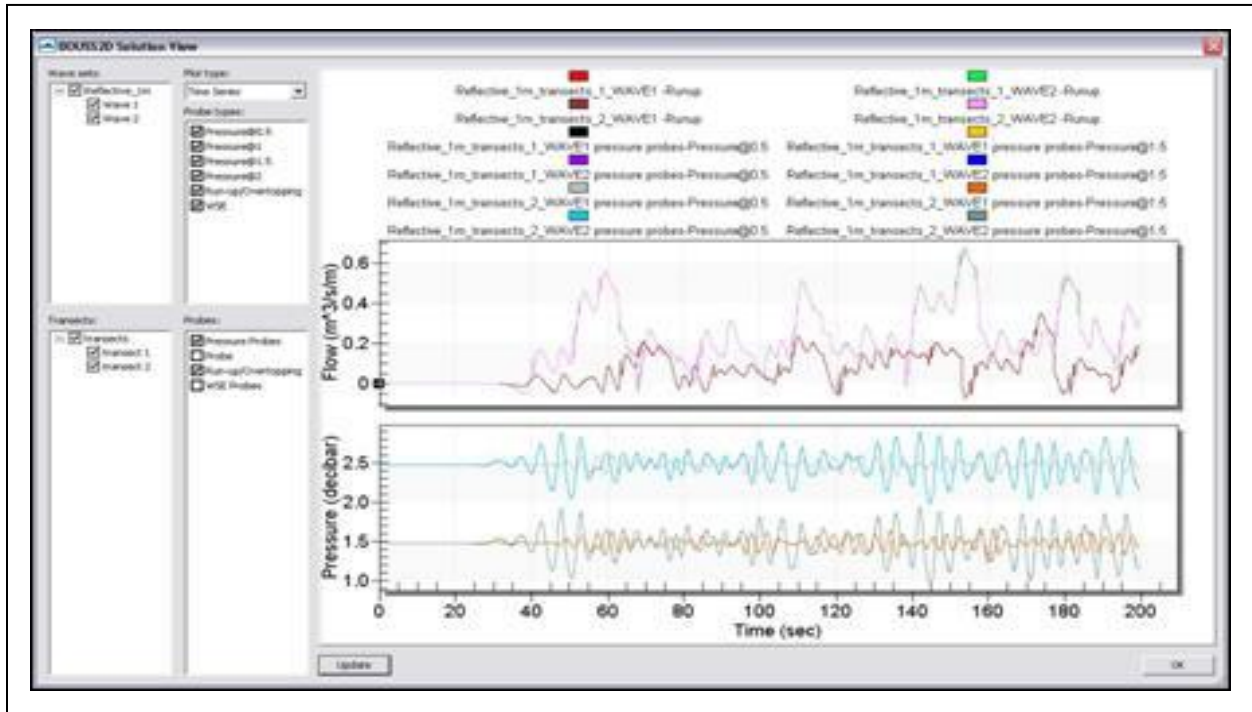 BOUSS2D Solution View
Wave sets:
Reflective_1m
Wave 1
Wave 2
Plot type:
Time Series
Probe types:
Pressure@0.5
Pressure@1
Pressure@1.5
Pressure@2
Run-up/Overtopping
WSE
Transects:
transects
transect 1
transect 2
Probes:
Pressure Probes
Probe
Run-up/Overtopping
WSE Probes
Reflective_1m_transects_1_WAVE1 -Runup
Reflective_1m_transects_1_WAVE2 -Runup
Reflective_1m_transects_2_WAVE1 -Runup
Reflective_1m_transects_2_WAVE2 -Runup
Reflective_1m_transects_1_WAVE1 pressure probes-Pressure@0.5
Reflective_1m_transects_1_WAVE1 pressure probes-Pressure@1.5
Reflective_1m_transects_1_WAVE2 pressure probes-Pressure@0.5
Reflective_1m_transects_1_WAVE2 pressure probes-Pressure@1.5
Reflective_1m_transects_2_WAVE1 pressure probes-Pressure@0.5
Reflective_1m_transects_2_WAVE1 pressure probes-Pressure@1.5
Reflective_1m_transects_2_WAVE2 pressure probes-Pressure@0.5
Reflective_1m_transects_2_WAVE2 pressure probes-Pressure@1.5
Flow (m^3/s/m)
0.6
0.4
0.2
0
Pressure (decibar)
2.5
2.0
1.5
1.0
0 20 40 60 80 100 120 140 160 180 200
Time (sec)
Update
OK